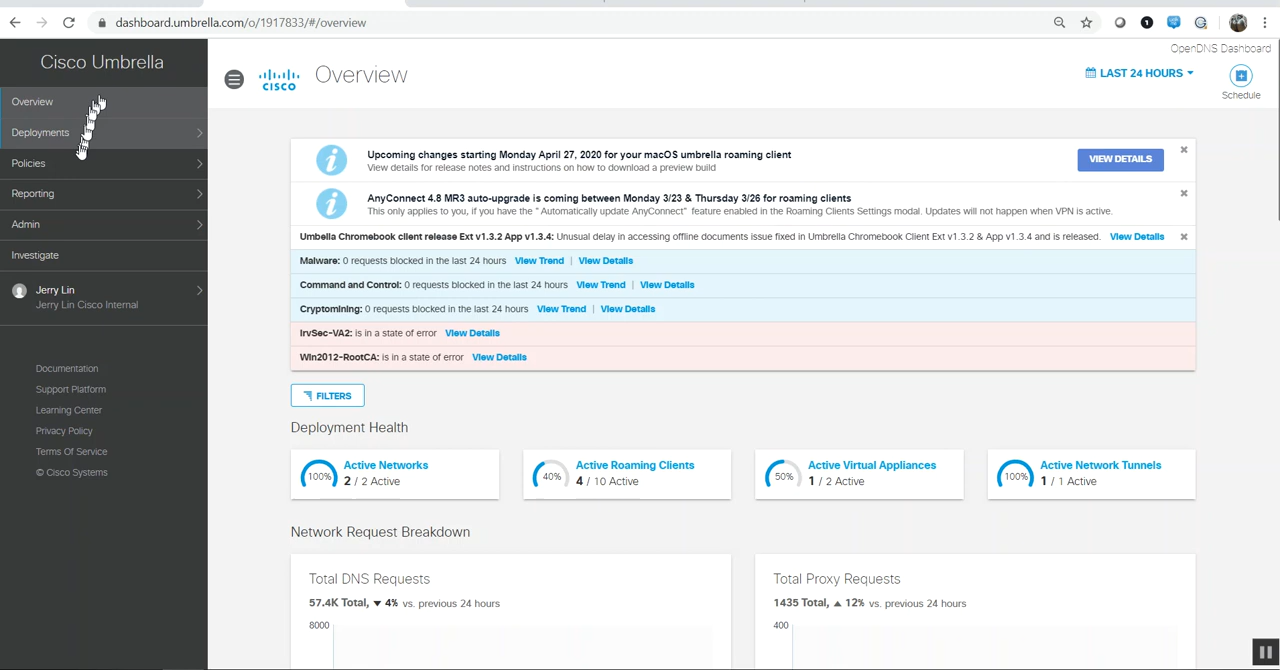 dashboard.umbrella.com/o/1917833/#/overview
OpenDNS Dashboard
Cisco Umbrella
Overview
Deployments
Policies
Reporting
Admin
Investigate
Jerry Lin
Jerry Lin Cisco Internal
Documentation
Support Platform
Learning Center
Privacy Policy
Terms Of Service
© Cisco Systems
CISCO
Overview
LAST 24 HOURS
Schedule
Upcoming changes starting Monday April 27, 2020 for your macOS umbrella roaming client
View details for release notes and instructions on how to download a preview build
VIEW DETAILS
AnyConnect 4.8 MR3 auto-upgrade is coming between Monday 3/23 & Thursday 3/26 for roaming clients
This only applies to you, if you have the "Automatically update AnyConnect" feature enabled in the Roaming Clients Settings modal. Updates will not happen when VPN is active.
Umbella Chromebook client release Ext v1.3.2 App v1.3.4: Unusual delay in accessing offline documents issue fixed in Umbrella Chromebook Client Ext v1.3.2 & App v1.3.4 and is released. View Details
Malware: 0 requests blocked in the last 24 hours View Trend | View Details
Command and Control: 0 requests blocked in the last 24 hours View Trend | View Details
Cryptomining: 0 requests blocked in the last 24 hours View Trend | View Details
IrvSec-VA2: is in a state of error View Details
Win2012-RootCA: is in a state of error View Details
FILTERS
Deployment Health
100% Active Networks
2 / 2 Active
40% Active Roaming Clients
4 / 10 Active
50% Active Virtual Appliances
1 / 2 Active
100% Active Network Tunnels
1 / 1 Active
Network Request Breakdown
Total DNS Requests
57.4K Total, ▼ 4% vs. previous 24 hours
8000
Total Proxy Requests
1435 Total, ▲ 12% vs. previous 24 hours
400